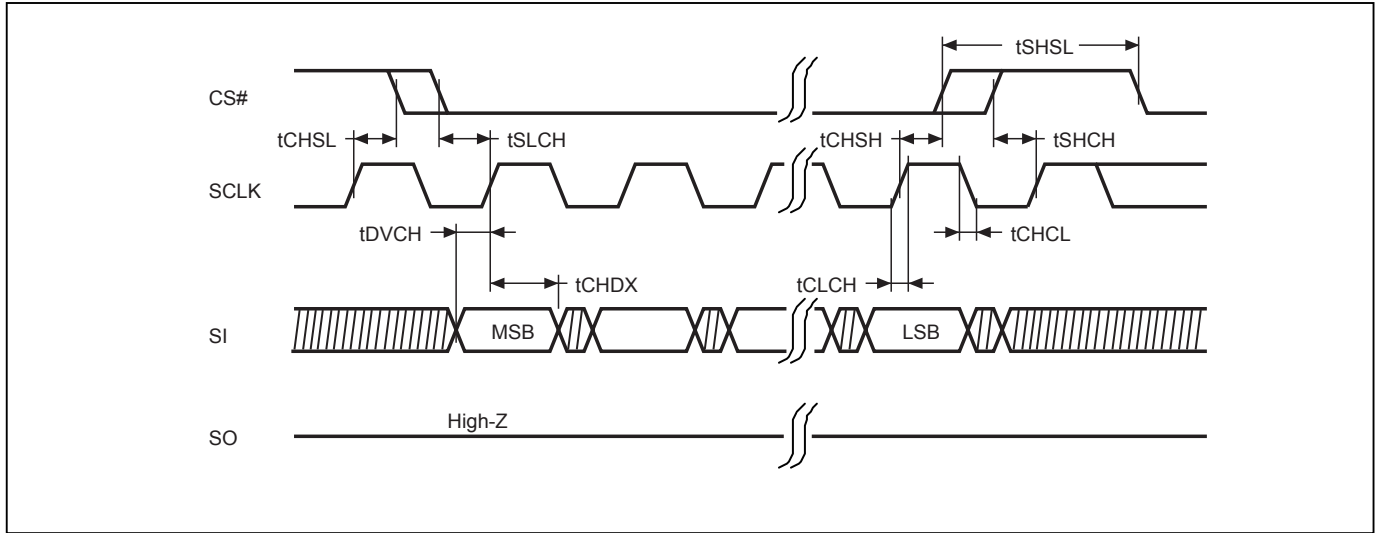 tSHSL
CS#
tCHSL
tSLCH
tCHSH
tSHCH
SCLK
tDVCH
tCHCL
tCHDX
tCLCH
SI
MSB
LSB
High-Z
SO